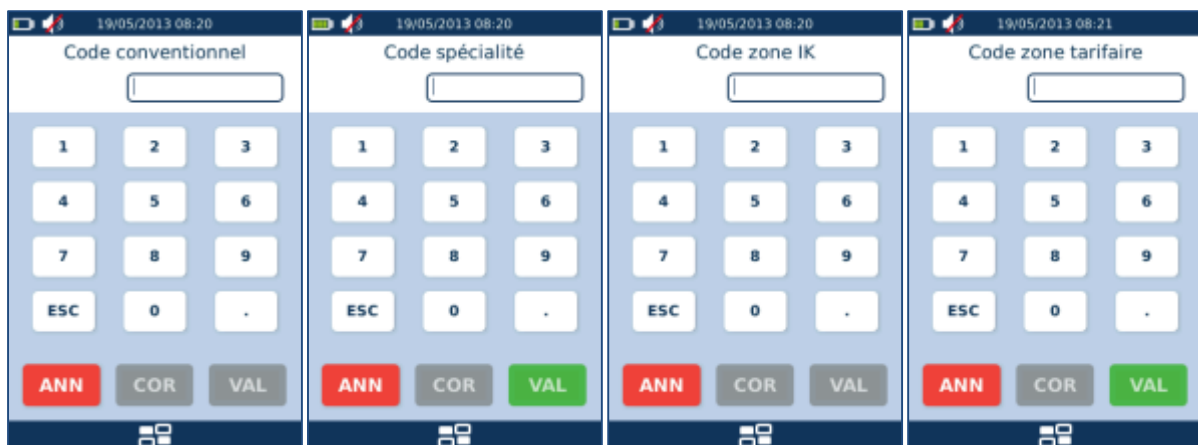 19/05/2013 08:20
Code conventionnel
1 2 3
4 5 6
7 8 9
ESC 0 .
ANN COR VAL
19/05/2013 08:20
Code spécialité
1 2 3
4 5 6
7 8 9
ESC 0 .
ANN COR VAL
19/05/2013 08:20
Code zone IK
1 2 3
4 5 6
7 8 9
ESC 0 .
ANN COR VAL
19/05/2013 08:21
Code zone tarifaire
1 2 3
4 5 6
7 8 9
ESC 0 .
ANN COR VAL